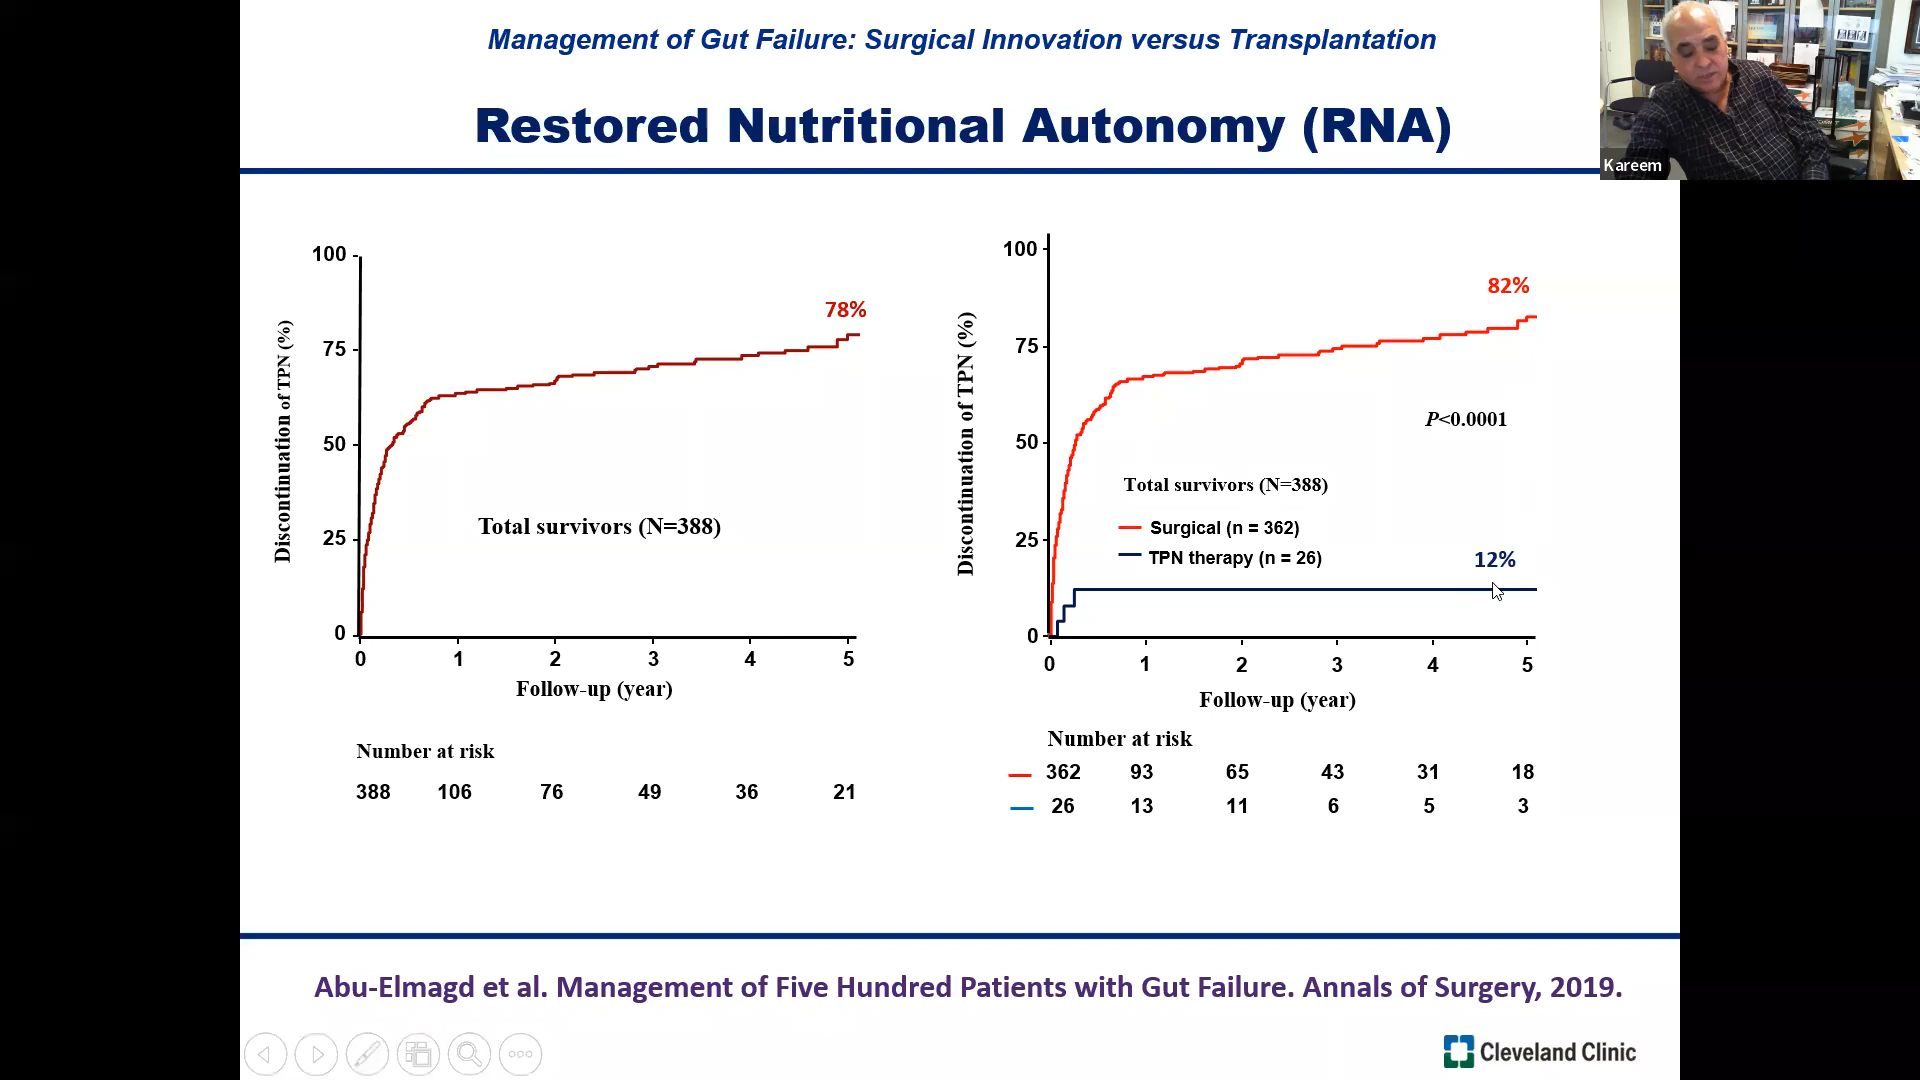 Management of Gut Failure: Surgical Innovation versus Transplantation
Restored Nutritional Autonomy (RNA)
Kareem
Discontinuation of TPN (%)
100
75
50
25
0
78%
Total survivors (N=388)
0 1 2 3 4 5
Follow-up (year)
Number at risk
388 106 76 49 36 21
Discontinuation of TPN (%)
100
75
50
25
0
82%
P<0.0001
Total survivors (N=388)
Surgical (n = 362)
TPN therapy (n = 26)
12%
0 1 2 3 4 5
Follow-up (year)
Number at risk
362 93 65 43 31 18
26 13 11 6 5 3
Abu-Elmagd et al. Management of Five Hundred Patients with Gut Failure. Annals of Surgery, 2019.
Cleveland Clinic